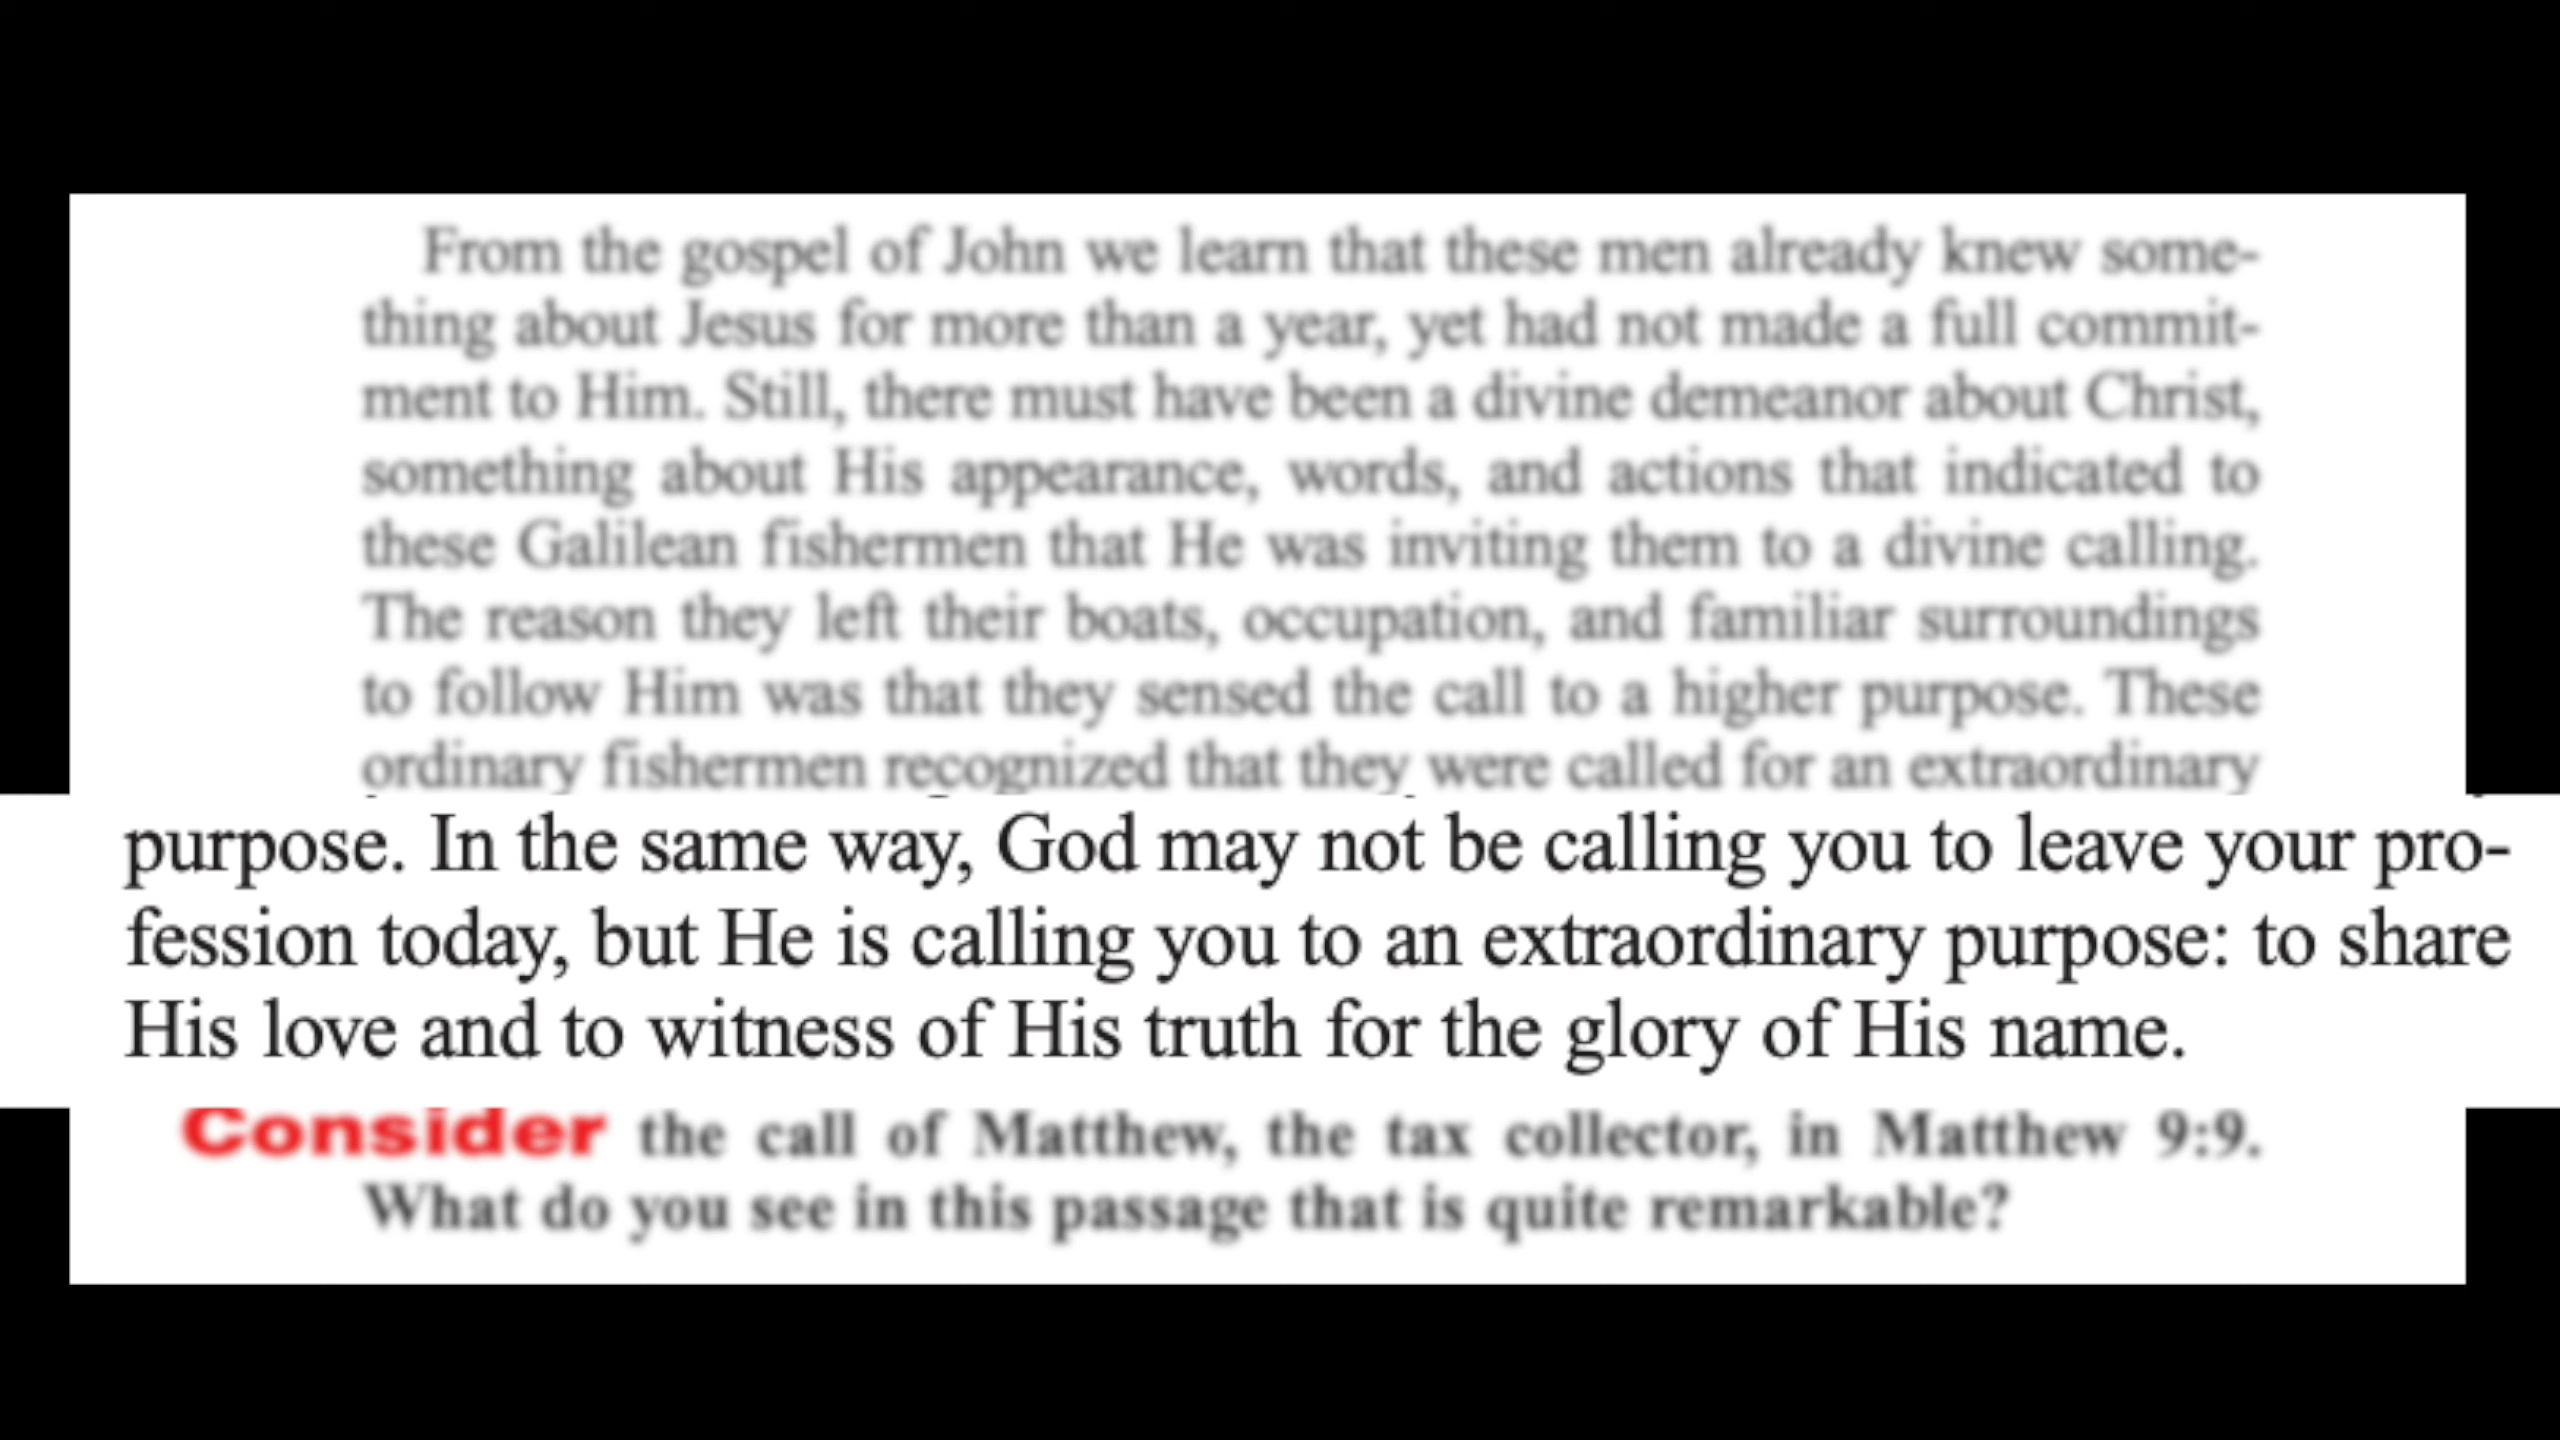 From the gospel of John we learn that these men already knew some-
thing about Jesus for more than a year, yet had not made a full commit-
ment to Him. Still, there must have been a divine demeanor about Christ,
something about His appearance, words, and actions that indicated to
these Galilean fishermen that He was inviting them to a divine calling.
The reason they left their boats, occupation, and familiar surroundings
to follow Him was that they sensed the call to a higher purpose. These
ordinary fishermen recognized that they were called for an extraordinary
purpose. In the same way, God may not be calling you to leave your pro-
fession today, but He is calling you to an extraordinary purpose: to share
His love and to witness of His truth for the glory of His name.
Consider the call of Matthew, the tax collector, in Matthew 9:9.
What do you see in this passage that is quite remarkable?